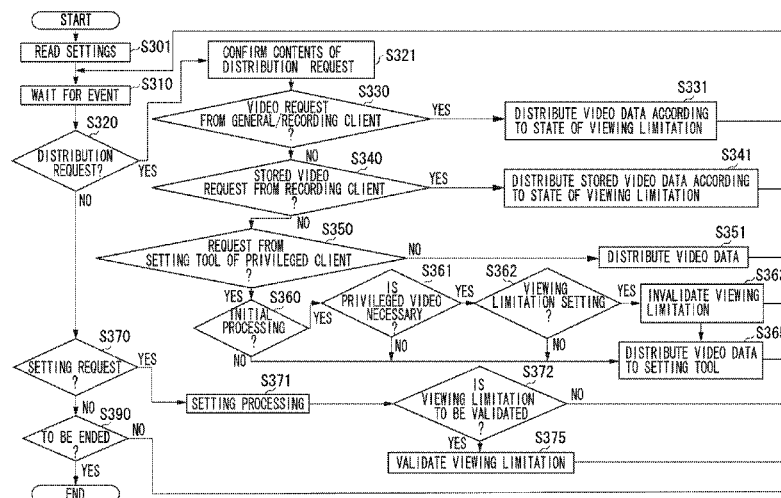 START
READ SETTINGS
S301
WAIT FOR EVENT
S310
S320
DISTRIBUTION
REQUEST?
YES
NO
CONFIRM CONTENTS OF
DISTRIBUTION REQUEST
S321
S330
VIDEO REQUEST
FROM GENERAL/RECORDING CLIENT
?
YES
NO
S331
DISTRIBUTE VIDEO DATA ACCORDING
TO STATE OF VIEWING LIMITATION
S340
STORED VIDEO
REQUEST FROM RECORDING CLIENT
?
YES
NO
S341
DISTRIBUTE STORED VIDEO DATA ACCORDING
TO STATE OF VIEWING LIMITATION
S350
REQUEST FROM
SETTING TOOL OF PRIVILEGED CLIENT
?
NO
YES
S351
DISTRIBUTE VIDEO DATA
S360
INITIAL
PROCESSING
?
YES
NO
S361
IS
PRIVILEGED VIDEO
NECESSARY
?
YES
NO
S362
VIEWING
LIMITATION SETTING
?
YES
NO
S363
INVALIDATE VIEWING
LIMITATION
S365
DISTRIBUTE VIDEO DATA
TO SETTING TOOL
S370
SETTING REQUEST
?
YES
NO
S371
SETTING PROCESSING
S372
IS
VIEWING LIMITATION
TO BE VALIDATED
?
NO
YES
S375
VALIDATE VIEWING LIMITATION
S390
TO BE ENDED
?
NO
YES
END